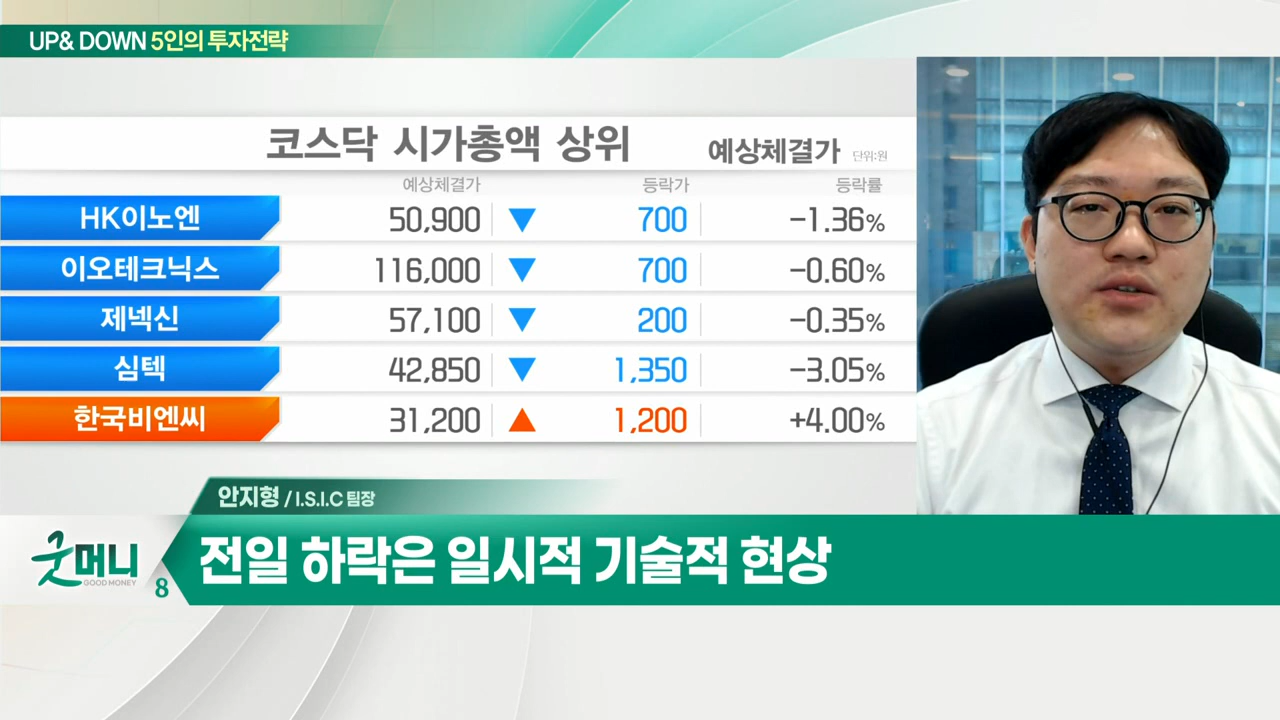 UP& DOWN 5인의 투자전략
코스닥 시가총액 상위 예상체결가 단위:원
예상체결가 등락가 등락률
HK이노엔 50,900 ▼ 700 -1.36%
이오테크닉스 116,000 ▼ 700 -0.60%
제넥신 57,100 ▼ 200 -0.35%
심텍 42,850 ▼ 1,350 -3.05%
한국비엔씨 31,200 ▲ 1,200 +4.00%
안지형 / I.S.I.C 팀장
전일 하락은 일시적 기술적 현상
굿머니
GOOD MONEY
8